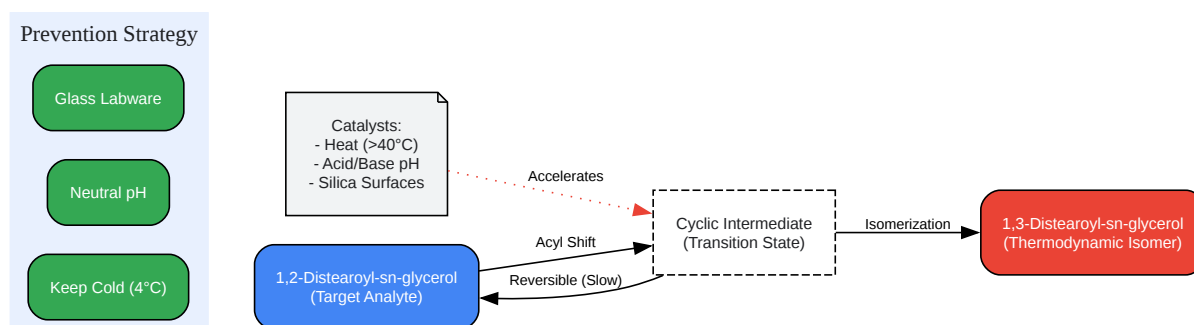 Prevention Strategy
Glass Labware
Neutral pH
Keep Cold (4°C)
Catalysts:
- Heat (>40°C)
- Acid/Base pH
- Silica Surfaces
Accelerates
1,2-Distearoyl-sn-glycerol
(Target Analyte)
Acyl Shift
Reversible (Slow)
Cyclic Intermediate
(Transition State)
Isomerization
1,3-Distearoyl-sn-glycerol
(Thermodynamic Isomer)